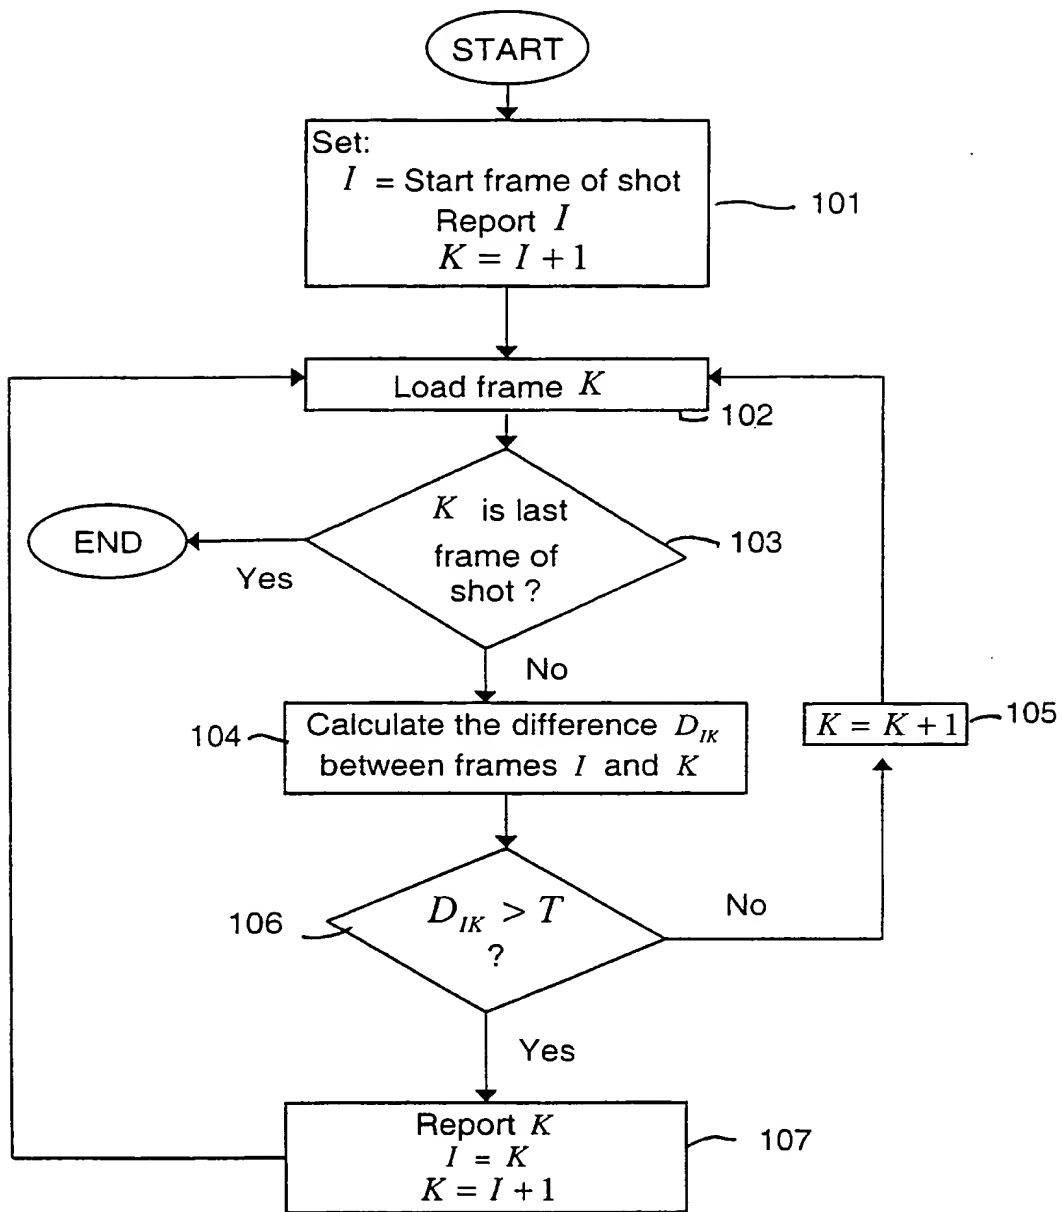 START
Set:
I = Start frame of shot
Report I
K = I + 1
101
Load frame K
102
K is last
frame of
shot ?
103
END
Yes
No
104
Calculate the difference D_IK
between frames I and K
K = K + 1
105
106
D_IK > T
?
No
Yes
Report K
I = K
K = I + 1
107